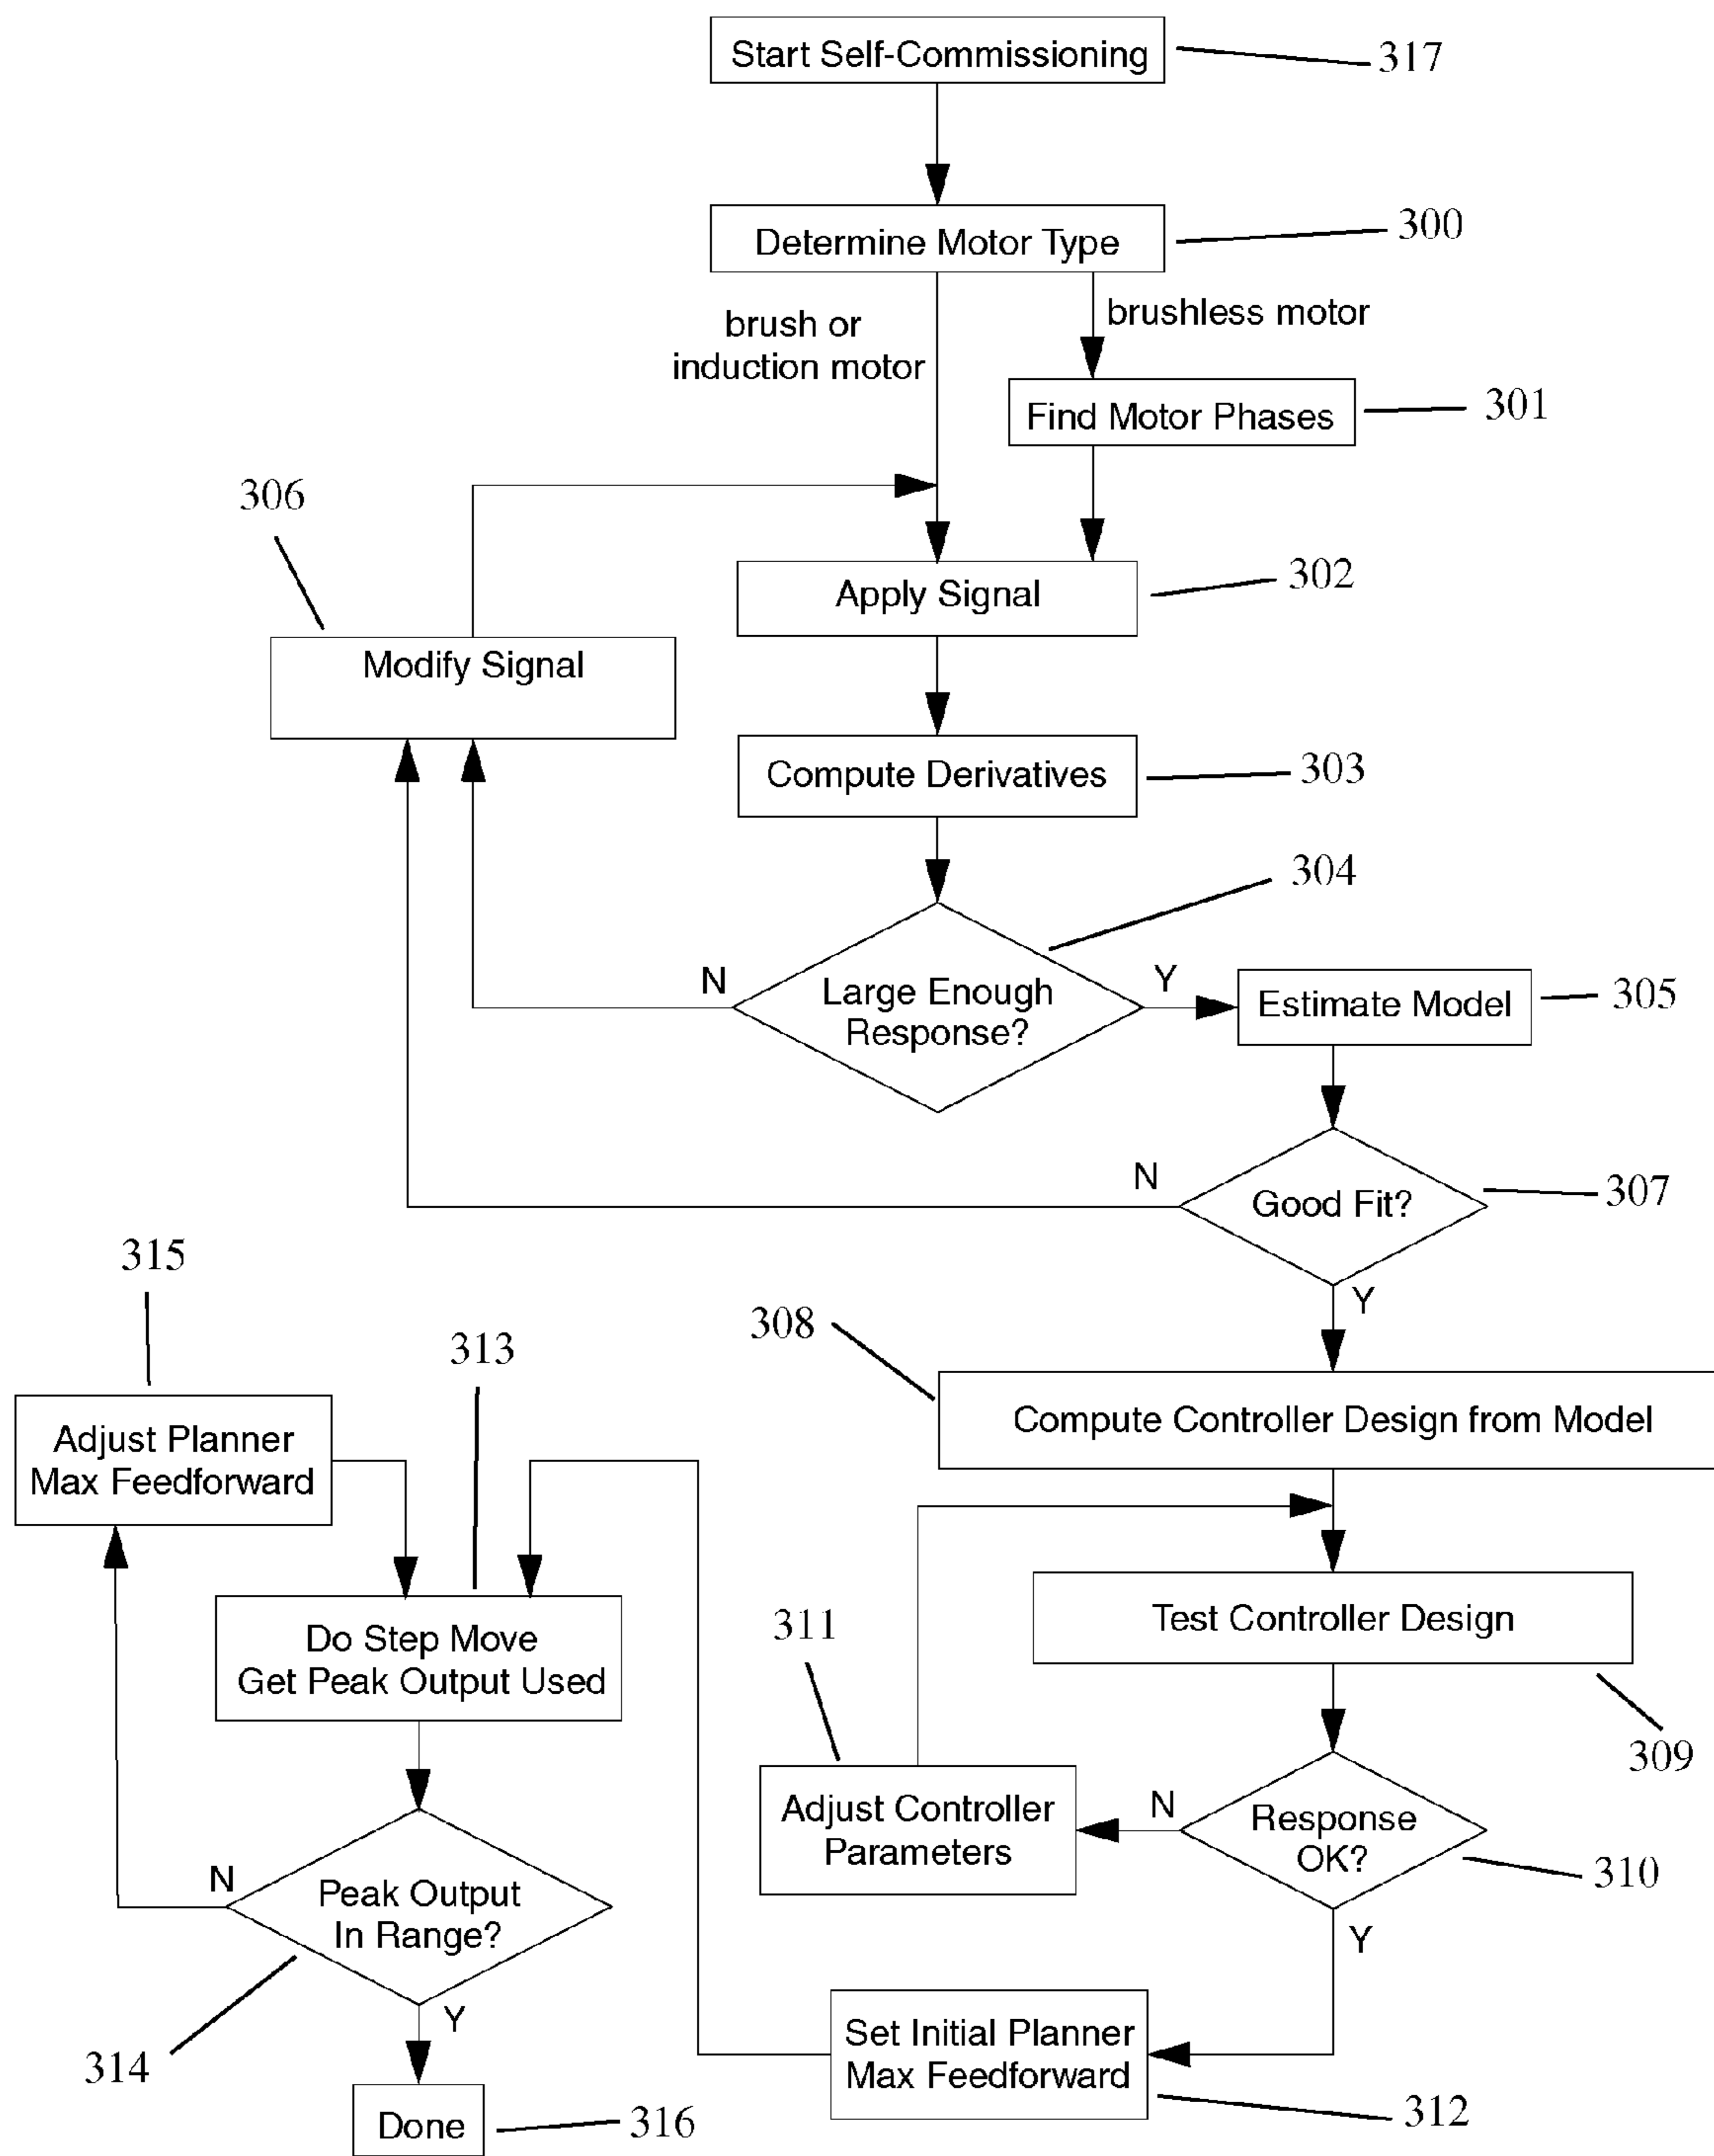 Start Self-Commissioning
317
Determine Motor Type
300
brush or
induction motor
brushless motor
Find Motor Phases
301
306
Apply Signal
302
Modify Signal
Compute Derivatives
303
304
N
Large Enough
Response?
Y
Estimate Model
305
N
Good Fit?
307
Y
315
313
308
Compute Controller Design from Model
Adjust Planner
Max Feedforward
Do Step Move
Get Peak Output Used
311
Test Controller Design
309
Adjust Controller
Parameters
N
Response
OK?
310
Y
N
Peak Output
In Range?
314
Y
Set Initial Planner
Max Feedforward
312
Done
316